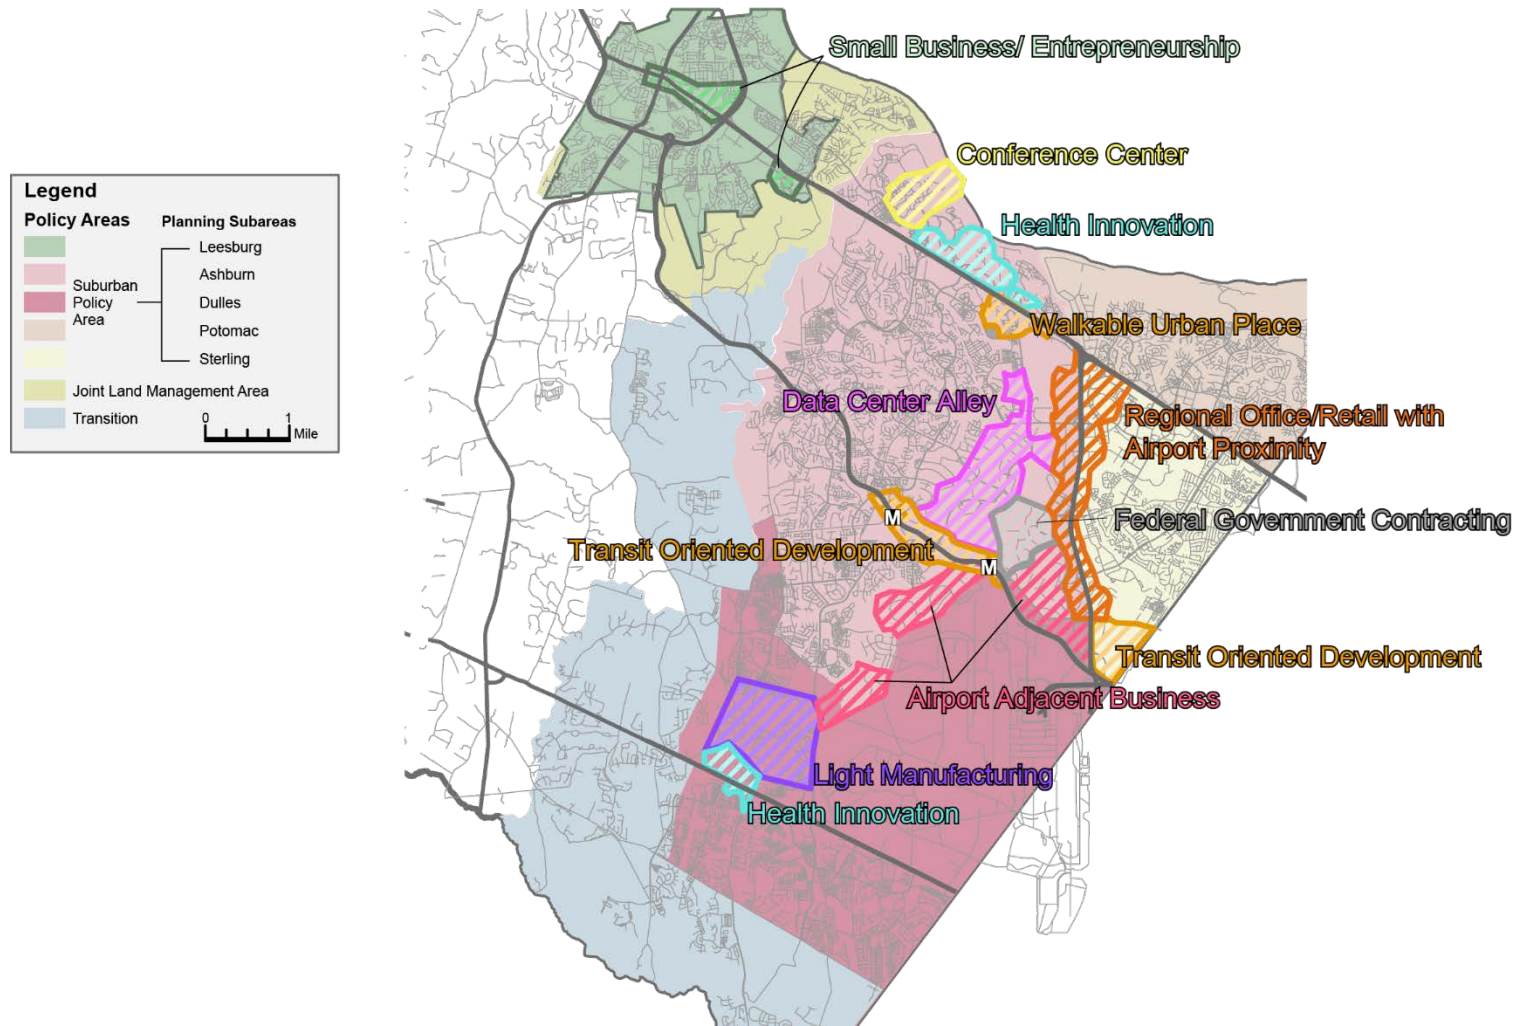 Small Business/ Entrepreneurship
Conference Center
Legend
Policy Areas
Planning Subareas
Leesburg
Ashburn
Suburban
Policy
Area
Dulles
Potomac
Sterling
Joint Land Management Area
Transition
0 1
Mile
Health Innovation
Walkable Urban Place
Data Center Alley
Regional Office/Retail with
Airport Proximity
M
Federal Government Contracting
Transit Oriented Development
M
Transit Oriented Development
Airport Adjacent Business
Light Manufacturing
Health Innovation